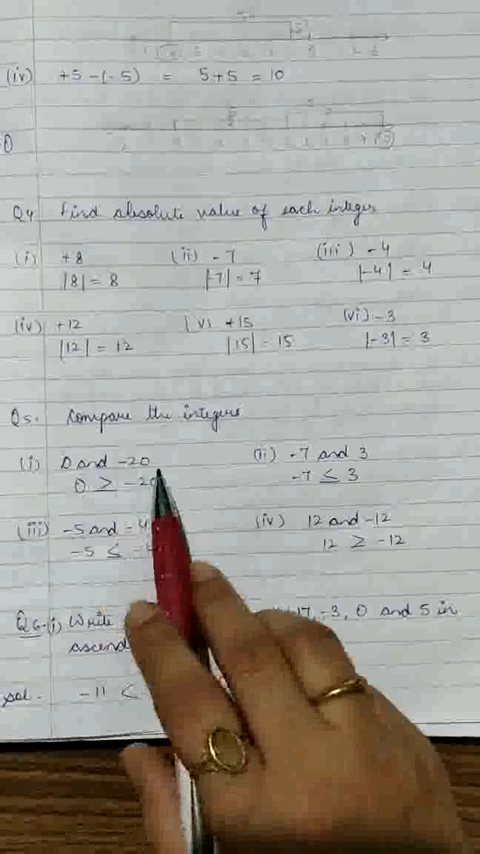 (iv) +5-(-5) = 5+5 = 10
Q4 Find absolute value of each integer
(i) +8 (ii) -7 (iii) -4
|8| = 8 |-7| = 7 |-4| = 4
(iv) +12 (v) +15 (vi) -3
|12| = 12 |15| = 15 |-3| = 3
Q5. Compare the integers
(i) 0 and -20 (ii) -7 and 3
0 ≥ -20 -7 ≤ 3
(iii) -5 and -4 (iv) 12 and -12
-5 ≤ 12 ≥ -12
Q6-(i) Write 17, -3, 0 and 5 in
ascend
sol. -11 <